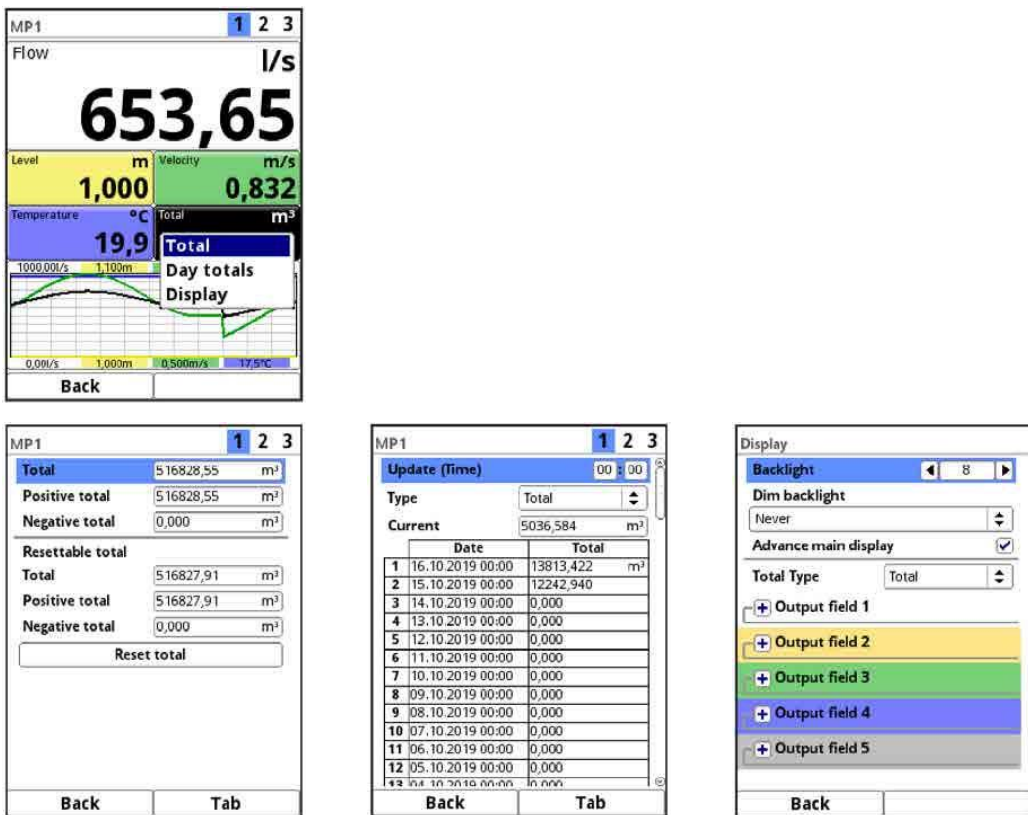 MP1 1 2 3
Flow l/s
653,65
Level m Velocity m/s
1,000 0,832
Temperature °C Total m³
19,9
Total
Day totals
Display
1000,00l/s 1,100m
0,00l/s 1,000m 0,500m/s 17,5°C
Back
MP1 1 2 3
Total 516828,55 m³
Positive total 516828,55 m³
Negative total 0,000 m³
Resettable total
Total 516827,91 m³
Positive total 516827,91 m³
Negative total 0,000 m³
Reset total
Back Tab
MP1 1 2 3
Update (Time) 00 : 00
Type Total
Current 5036,584 m³
Date Total
1 16.10.2019 00:00 13813,422 m³
2 15.10.2019 00:00 12242,940
3 14.10.2019 00:00 0,000
4 13.10.2019 00:00 0,000
5 12.10.2019 00:00 0,000
6 11.10.2019 00:00 0,000
7 10.10.2019 00:00 0,000
8 09.10.2019 00:00 0,000
9 08.10.2019 00:00 0,000
10 07.10.2019 00:00 0,000
11 06.10.2019 00:00 0,000
12 05.10.2019 00:00 0,000
13 04.10.2019 00:00 0,000
Back Tab
Display
Backlight 8
Dim backlight
Never
Advance main display
Total Type Total
Output field 1
Output field 2
Output field 3
Output field 4
Output field 5
Back